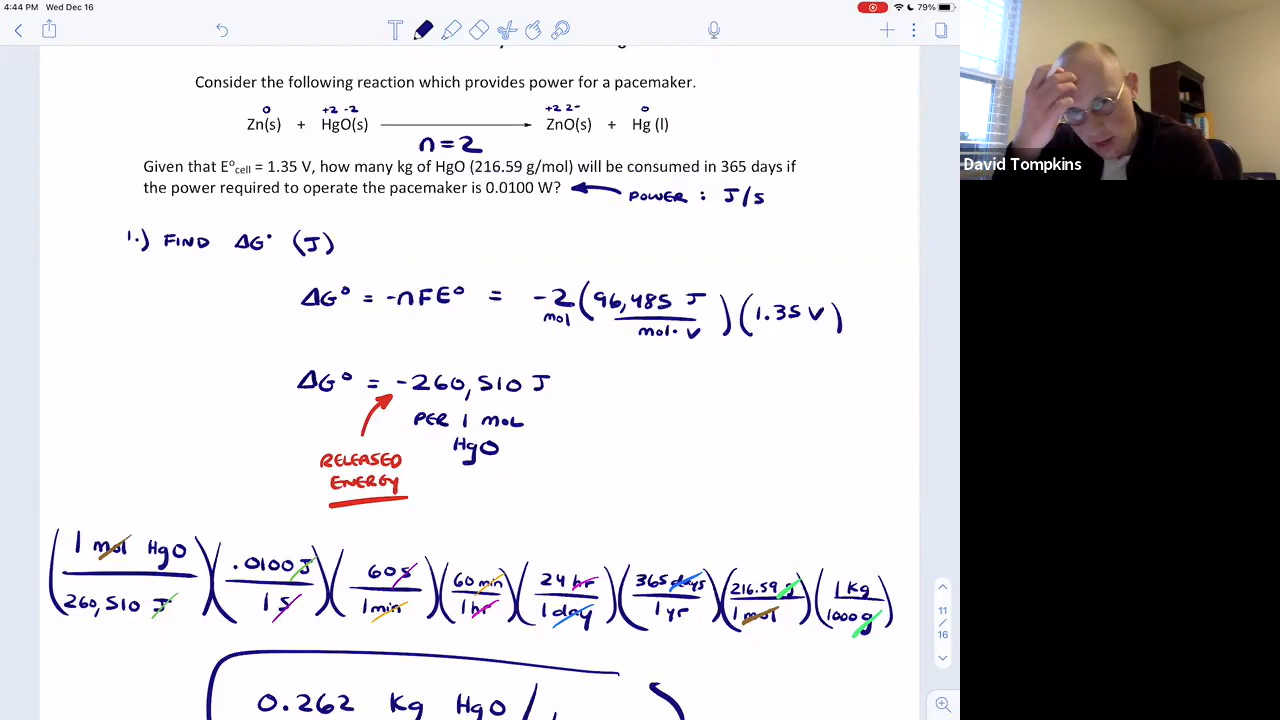 4:44 PM Wed Dec 16
79%
Consider the following reaction which provides power for a pacemaker.
0 +2 -2 +2 2- 0
Zn(s) + HgO(s) ZnO(s) + Hg (l)
n=2
Given that E°cell = 1.35 V, how many kg of HgO (216.59 g/mol) will be consumed in 365 days if
the power required to operate the pacemaker is 0.0100 W?
POWER : J/s
1.) FIND ΔG° (J)
ΔG° = -nFE° = -2 mol (96,485 J / mol·V) (1.35 V)
ΔG° = -260,510 J
PER 1 MOL
HgO
RELEASED
ENERGY
(1 mol HgO / 260,510 J) (.0100 J / 1 s) (60 s / 1 min) (60 min / 1 hr) (24 hr / 1 day) (365 days / 1 yr) (216.59 g / 1 mol) (1 kg / 1000 g)
0.262 kg HgO /
11
/
16
David Tompkins